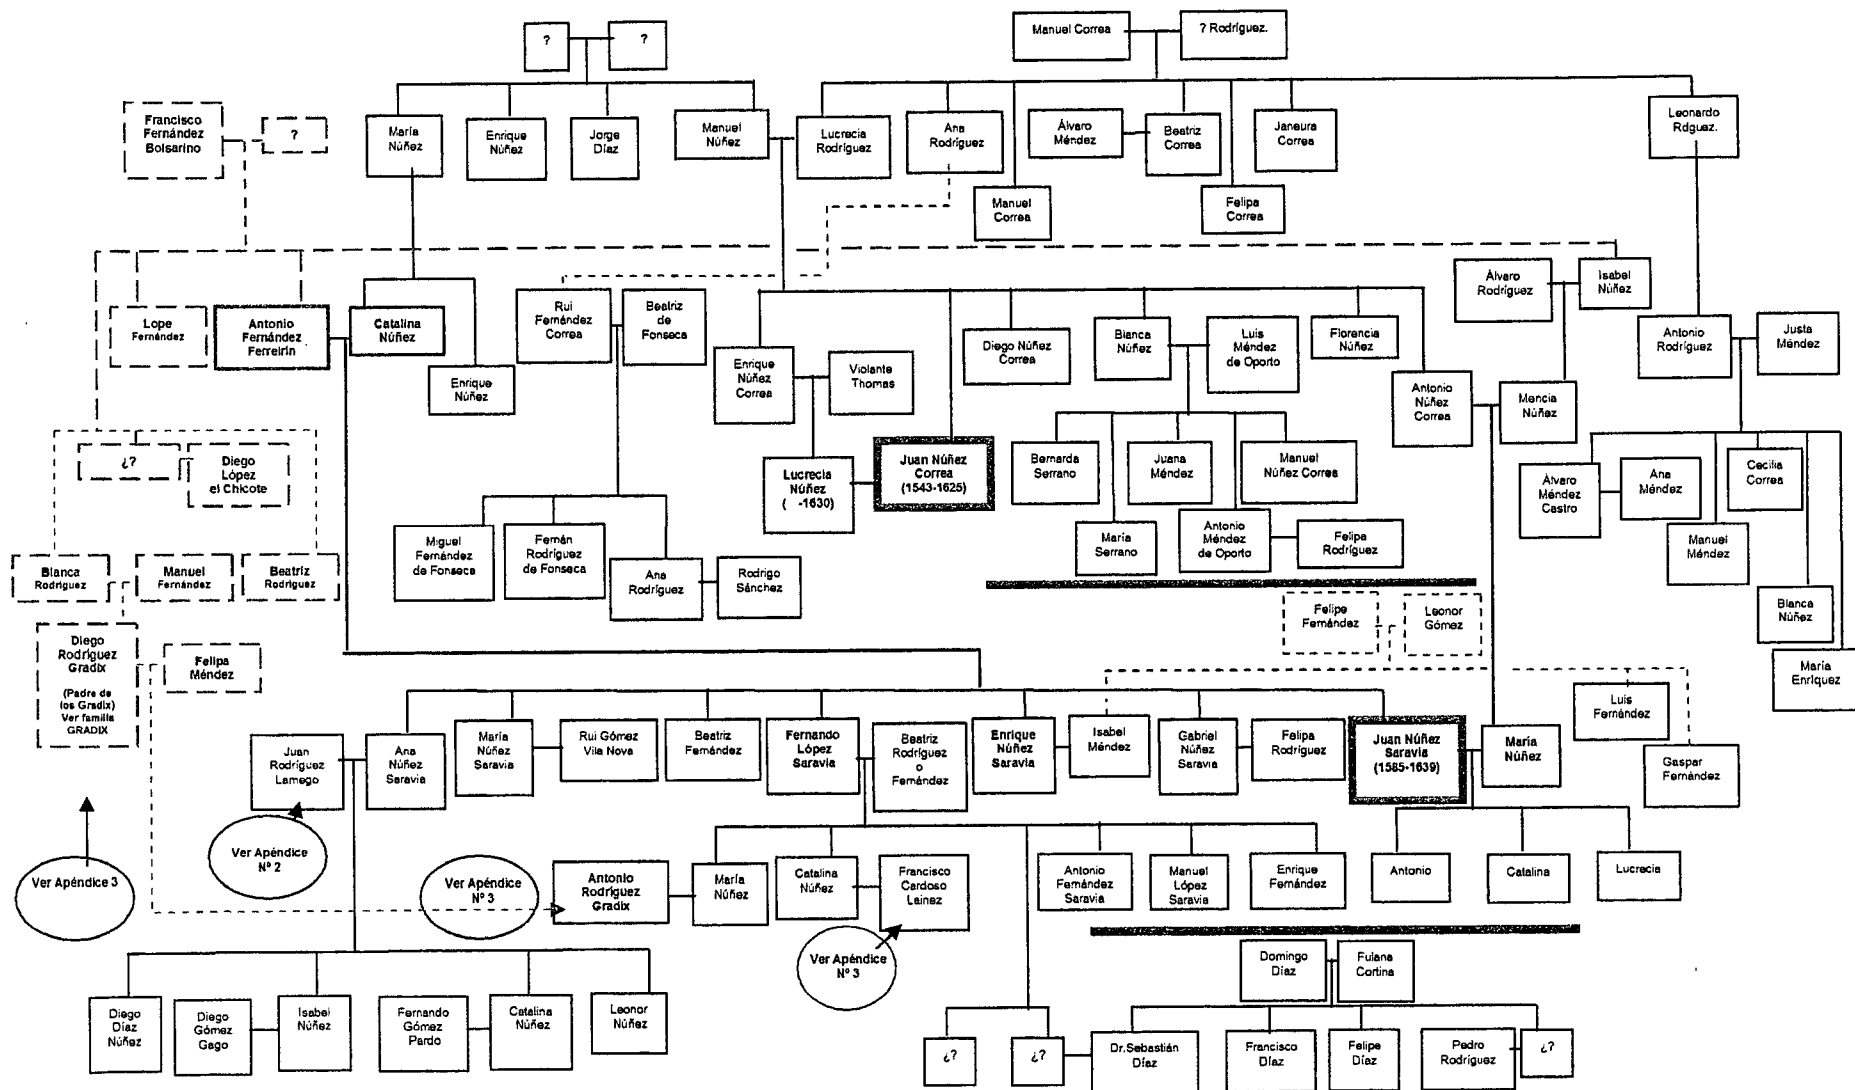 ?
?
Manuel Correa
? Rodríguez.
Francisco
Fernández
Bolsarino
?
María
Núñez
Enrique
Núñez
Jorge
Díaz
Manuel
Núñez
Lucrecia
Rodríguez
Ana
Rodríguez
Manuel
Correa
Álvaro
Méndez
Beatriz
Correa
Felipa
Correa
Janeura
Correa
Leonardo
Rdguez.
Lope
Fernández
Antonio
Fernández
Ferreirín
Catalina
Núñez
Enrique
Núñez
Rui
Fernández
Correa
Beatriz
de
Fonseca
Enrique
Núñez
Correa
Violante
Thomas
Diego Núñez
Correa
Blanca
Núñez
Luis
Méndez
de Oporto
Florencia
Núñez
Antonio
Núñez
Correa
Mencía
Núñez
Álvaro
Rodríguez
Isabel
Núñez
Antonio
Rodríguez
Justa
Méndez
¿?
Diego
López
el Chicote
Lucrecia
Núñez
( -1630)
Juan Núñez
Correa
(1543-1625)
Bernarda
Serrano
María
Serrano
Juana
Méndez
Antonio
Méndez
de Oporto
Felipa
Rodríguez
Manuel
Núñez Correa
Álvaro
Méndez
Castro
Ana
Méndez
Manuel
Méndez
Cecilia
Correa
Blanca
Núñez
María
Enríquez
Blanca
Rodríguez
Manuel
Fernández
Beatriz
Rodríguez
Miguel
Fernández
de Fonseca
Fernán
Rodríguez
de Fonseca
Ana
Rodríguez
Rodrigo
Sánchez
Felipe
Fernández
Leonor
Gómez
Diego
Rodríguez
Gradix
(Padre de
los Gradix)
Ver familia
GRADIX
Felipa
Méndez
Juan
Rodríguez
Lamego
Ana
Núñez
Saravia
María
Núñez
Saravia
Rui Gómez
Vila Nova
Beatriz
Fernández
Fernando
López
Saravia
Beatriz
Rodríguez
o
Fernández
Enrique
Núñez
Saravia
Isabel
Méndez
Gabriel
Núñez
Saravia
Felipa
Rodríguez
Juan Núñez
Saravia
(1585-1639)
María
Núñez
Luis
Fernández
Gaspar
Fernández
Ver Apéndice 3
Ver Apéndice
Nº 2
Ver Apéndice
Nº 3
Antonio
Rodríguez
Gradix
María
Núñez
Catalina
Núñez
Francisco
Cardoso
Lainez
Ver Apéndice
Nº 3
Antonio
Fernández
Saravia
Manuel
López
Saravia
Enrique
Fernández
Antonio
Catalina
Lucrecia
Domingo
Díaz
Fulana
Cortina
Diego
Díaz
Núñez
Diego
Gómez
Gago
Isabel
Núñez
Fernando
Gómez
Pardo
Catalina
Núñez
Leonor
Núñez
¿?
¿?
Dr.Sebastián
Díaz
Francisco
Díaz
Felipe
Díaz
Pedro
Rodríguez
¿?